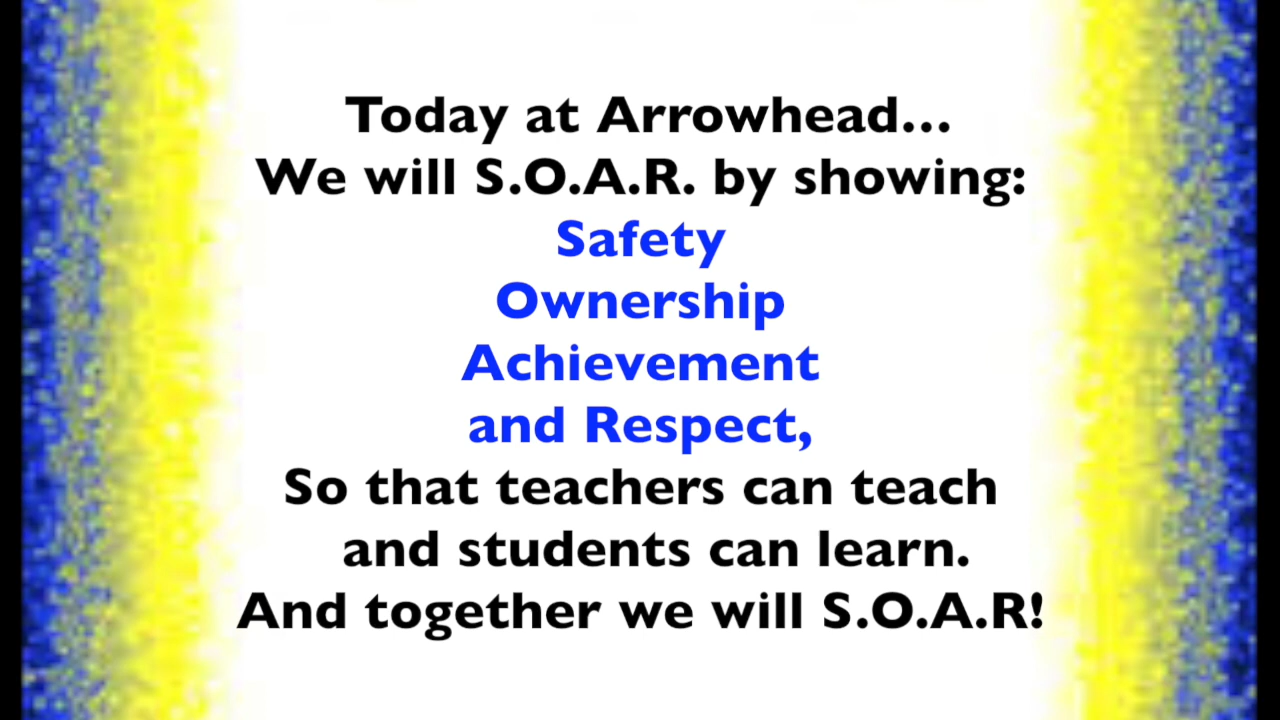 Today at Arrowhead...
We will S.O.A.R. by showing:
Safety
Ownership
Achievement
and Respect,
So that teachers can teach
and students can learn.
And together we will S.O.A.R!